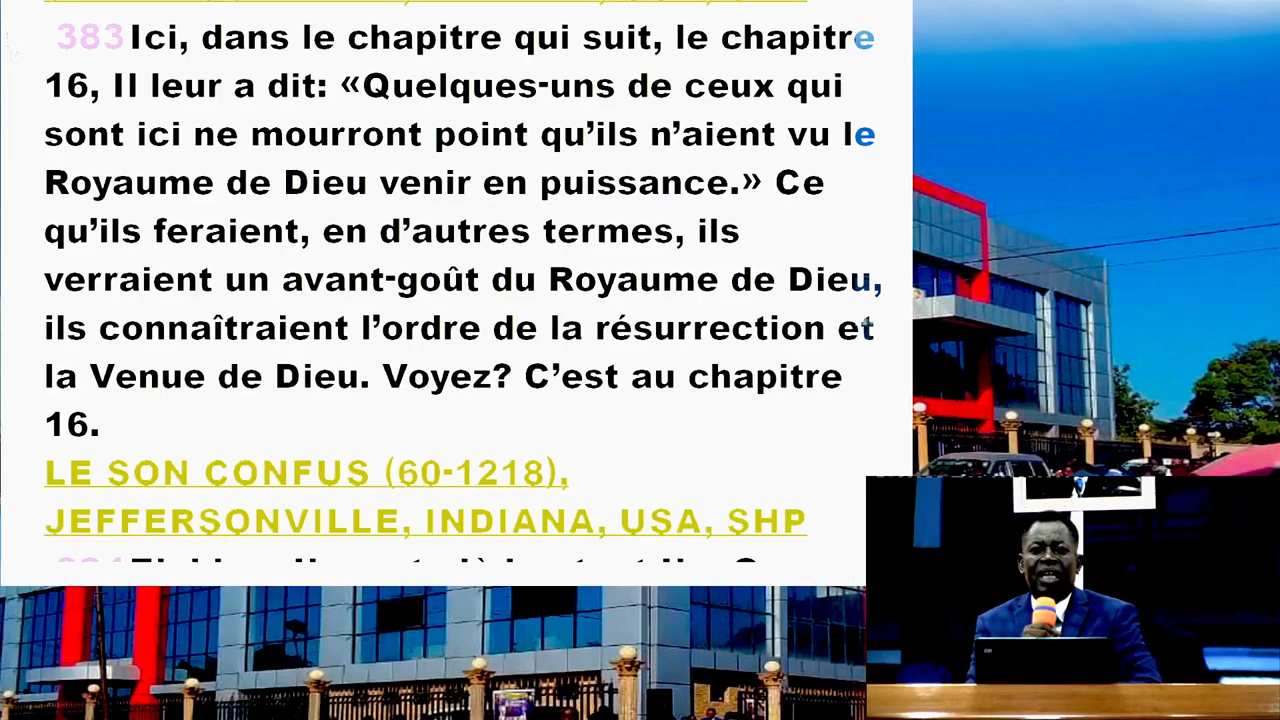 383 Ici, dans le chapitre qui suit, le chapitre
16, Il leur a dit: «Quelques-uns de ceux qui
sont ici ne mourront point qu’ils n’aient vu le
Royaume de Dieu venir en puissance.» Ce
qu’ils feraient, en d’autres termes, ils
verraient un avant-goût du Royaume de Dieu,
ils connaîtraient l’ordre de la résurrection et
la Venue de Dieu. Voyez? C’est au chapitre
16.
LE SON CONFUS (60-1218),
JEFFERSONVILLE, INDIANA, USA, SHP